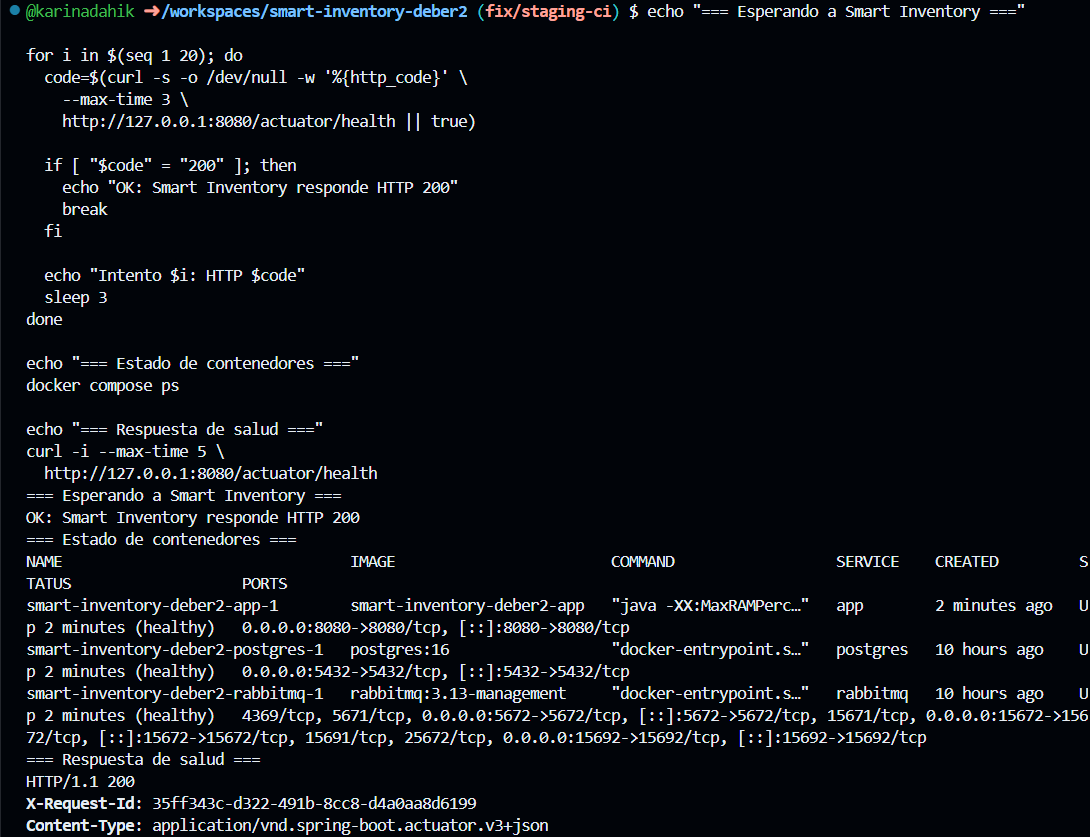 @karinadahik ➜/workspaces/smart-inventory-deber2 (fix/staging-ci) $ echo "=== Esperando a Smart Inventory ==="
for i in $(seq 1 20); do
  code=$(curl -s -o /dev/null -w '%{http_code}' \
    --max-time 3 \
    http://127.0.0.1:8080/actuator/health || true)
  if [ "$code" = "200" ]; then
    echo "OK: Smart Inventory responde HTTP 200"
    break
  fi
  echo "Intento $i: HTTP $code"
  sleep 3
done
echo "=== Estado de contenedores ==="
docker compose ps
echo "=== Respuesta de salud ==="
curl -i --max-time 5 \
  http://127.0.0.1:8080/actuator/health
=== Esperando a Smart Inventory ===
OK: Smart Inventory responde HTTP 200
=== Estado de contenedores ===
NAME                                IMAGE                        COMMAND                  SERVICE    CREATED         S
TATUS                   PORTS
smart-inventory-deber2-app-1        smart-inventory-deber2-app   "java -XX:MaxRAMPerc…"   app        2 minutes ago   U
p 2 minutes (healthy)   0.0.0.0:8080->8080/tcp, [::]:8080->8080/tcp
smart-inventory-deber2-postgres-1   postgres:16                  "docker-entrypoint.s…"   postgres   10 hours ago    U
p 2 minutes (healthy)   0.0.0.0:5432->5432/tcp, [::]:5432->5432/tcp
smart-inventory-deber2-rabbitmq-1   rabbitmq:3.13-management     "docker-entrypoint.s…"   rabbitmq   10 hours ago    U
p 2 minutes (healthy)   4369/tcp, 5671/tcp, 0.0.0.0:5672->5672/tcp, [::]:5672->5672/tcp, 15671/tcp, 0.0.0.0:15672->156
72/tcp, [::]:15672->15672/tcp, 15691/tcp, 25672/tcp, 0.0.0.0:15692->15692/tcp, [::]:15692->15692/tcp
=== Respuesta de salud ===
HTTP/1.1 200
X-Request-Id: 35ff343c-d322-491b-8cc8-d4a0aa8d6199
Content-Type: application/vnd.spring-boot.actuator.v3+json